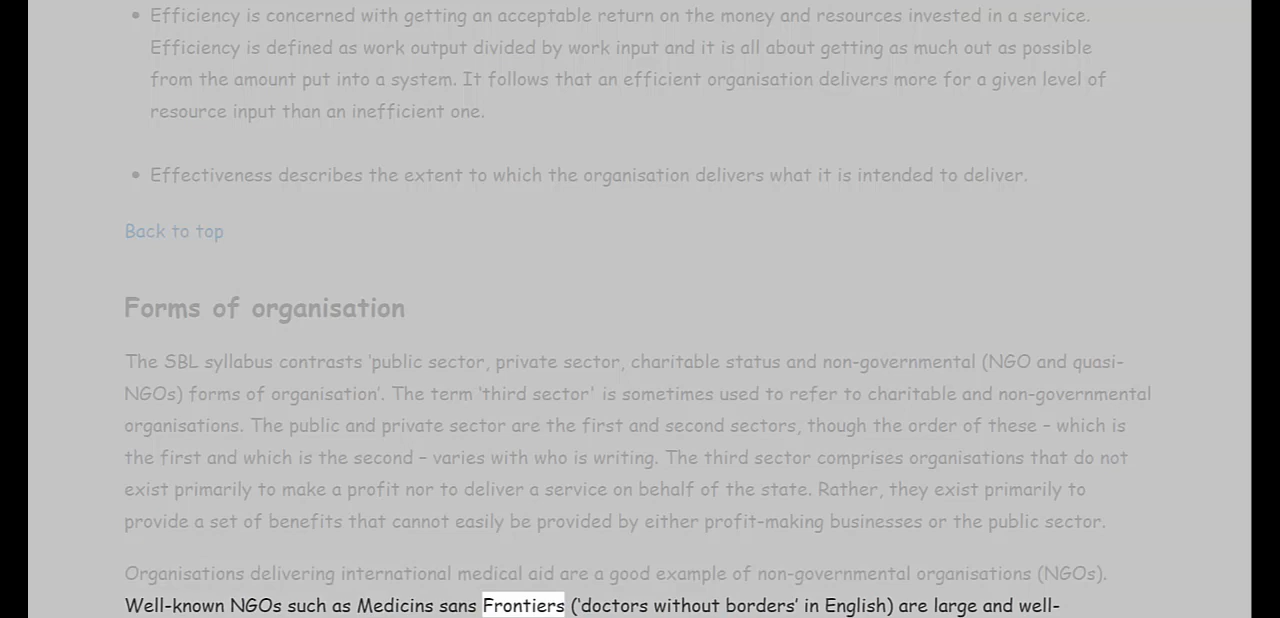 • Efficiency is concerned with getting an acceptable return on the money and resources invested in a service.
Efficiency is defined as work output divided by work input and it is all about getting as much out as possible
from the amount put into a system. It follows that an efficient organisation delivers more for a given level of
resource input than an inefficient one.
• Effectiveness describes the extent to which the organisation delivers what it is intended to deliver.
Back to top
Forms of organisation
The SBL syllabus contrasts ‘public sector, private sector, charitable status and non-governmental (NGO and quasi-
NGOs) forms of organisation’. The term ‘third sector' is sometimes used to refer to charitable and non-governmental
organisations. The public and private sector are the first and second sectors, though the order of these – which is
the first and which is the second – varies with who is writing. The third sector comprises organisations that do not
exist primarily to make a profit nor to deliver a service on behalf of the state. Rather, they exist primarily to
provide a set of benefits that cannot easily be provided by either profit-making businesses or the public sector.
Organisations delivering international medical aid are a good example of non-governmental organisations (NGOs).
Well-known NGOs such as Medicins sans Frontiers (‘doctors without borders’ in English) are large and well-